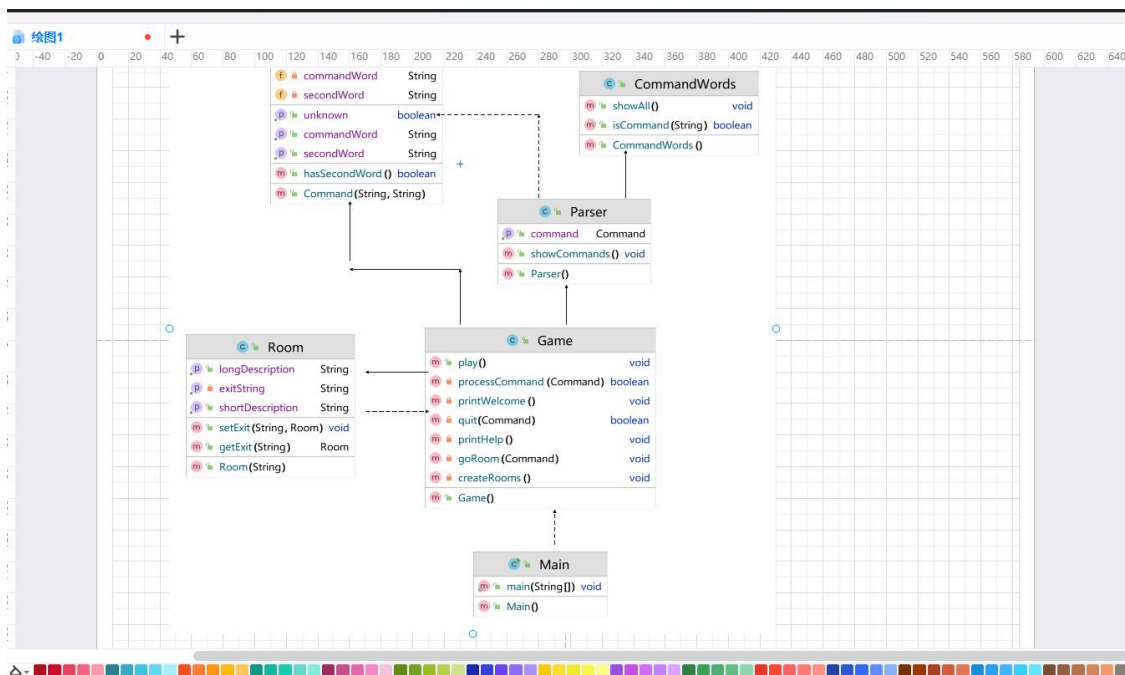 绘图1
-40 -20 0 20 40 60 80 100 120 140 160 180 200 220 240 260 280 300 320 340 360 380 400 420 440 460 480 500 520 540 560 580 600 620 640
commandWord String
secondWord String
unknown boolean
commandWord String
secondWord String
hasSecondWord() boolean
Command(String, String)
CommandWords
showAll() void
isCommand(String) boolean
CommandWords()
Parser
command Command
showCommands() void
Parser()
Room
longDescription String
exitString String
shortDescription String
setExit(String, Room) void
getExit(String) Room
Room(String)
Game
play() void
processCommand(Command) boolean
printWelcome() void
quit(Command) boolean
printHelp() void
goRoom(Command) void
createRooms() void
Game()
Main
main(String[]) void
Main()